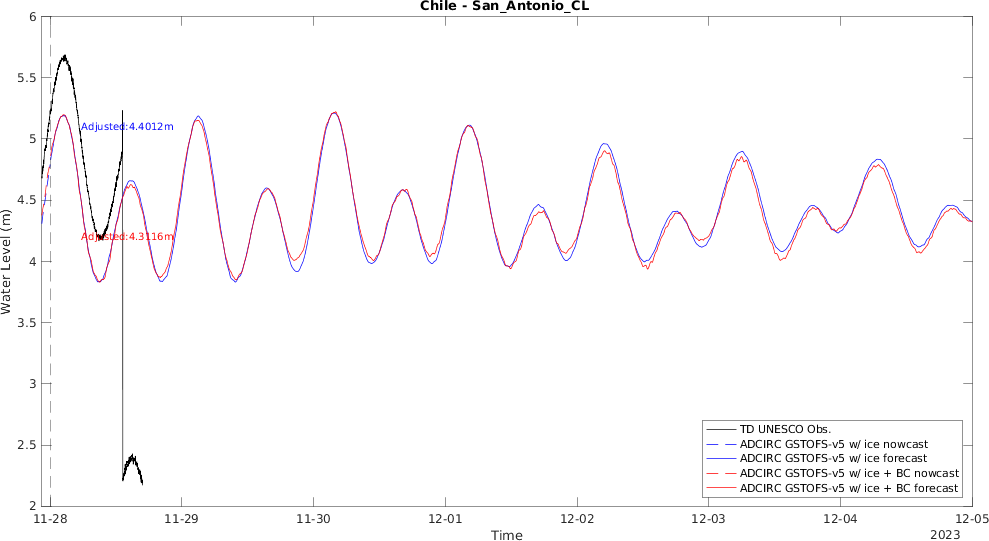 Chile - San_Antonio_CL
6
5.5
5
4.5
4
3.5
3
2.5
2
Water Level (m)
Adjusted:4.4012m
Adjusted:4.3116m
TD UNESCO Obs.
ADCIRC GSTOFS-v5 w/ ice nowcast
ADCIRC GSTOFS-v5 w/ ice forecast
ADCIRC GSTOFS-v5 w/ ice + BC nowcast
ADCIRC GSTOFS-v5 w/ ice + BC forecast
11-28 11-29 11-30 12-01 12-02 12-03 12-04 12-05
Time
2023